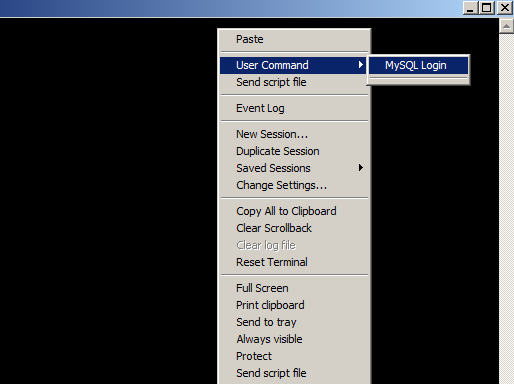 Paste
User Command
MySQL Login
Send script file
Event Log
New Session...
Duplicate Session
Saved Sessions
Change Settings...
Copy All to Clipboard
Clear Scrollback
Clear log file
Reset Terminal
Full Screen
Print clipboard
Send to tray
Always visible
Protect
Send script file